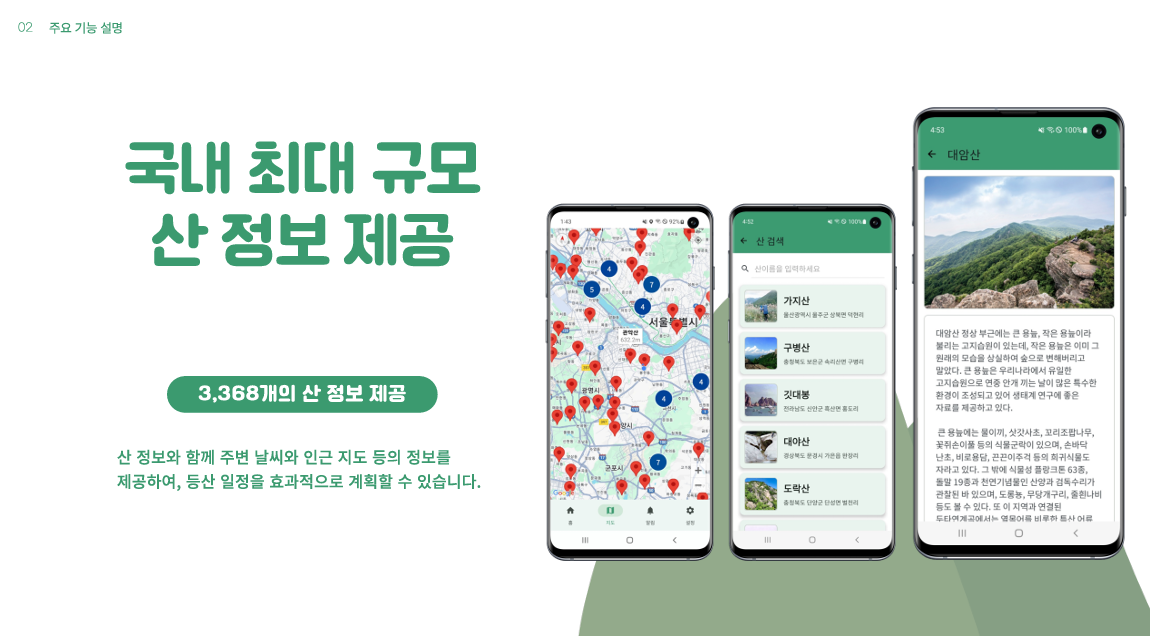 02 주요 기능 설명
국내 최대 규모
산 정보 제공
3,368개의 산 정보 제공
산 정보와 함께 주변 날씨와 인근 지도 등의 정보를
제공하여, 등산 일정을 효과적으로 계획할 수 있습니다.
1:43
92%
4
5
7
4
서울특별시
관악산
632.2m
광명시
4
4
7
군포시
Google
홈
지도
알림
설정
4:52
100%
산 검색
산이름을 입력하세요
가지산
울산광역시 울주군 상북면 덕현리
구병산
충청북도 보은군 속리산면 구병리
깃대봉
전라남도 신안군 흑산면 홍도리
대야산
경상북도 문경시 가은읍 완장리
도락산
충청북도 단양군 단성면 벌천리
4:53
100%
대암산
대암산 정상 부근에는 큰 용늪, 작은 용늪이라
불리는 고지습원이 있는데, 작은 용늪은 이미 그
원래의 모습을 상실하여 숲으로 변해버리고
말았다. 큰 용늪은 우리나라에서 유일한
고지습원으로 연중 안개 끼는 날이 많은 특수한
환경이 조성되고 있어 생태계 연구에 좋은
자료를 제공하고 있다.
큰 용늪에는 물이끼, 삿갓사초, 꼬리조팝나무,
꽃쥐손이풀 등의 식물군락이 있으며, 손바닥
난초, 비로용담, 끈끈이주걱 등의 희귀식물도
자라고 있다. 그 밖에 식물성 플랑크톤 63종,
돌말 19종과 천연기념물인 산양과 검독수리가
관찰된 바 있으며, 도롱뇽, 무당개구리, 줄흰나비
등도 볼 수 있다. 또 이 지역과 연결된
두타연계곡에서는 열목어를 비롯한 특산 어류